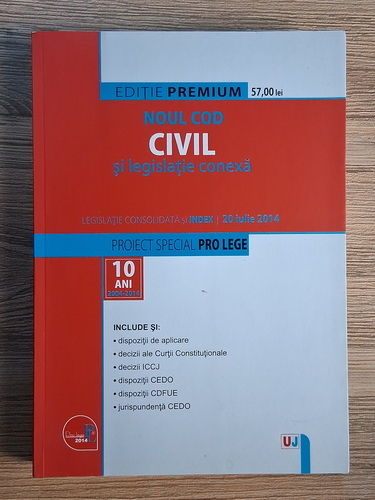 EDIȚIE PREMIUM 57,00 lei
NOUL COD
CIVIL
și legislație conexă
LEGISLAȚIE CONSOLIDATĂ și INDEX | 20 iulie 2014
PROIECT SPECIAL PRO LEGE
10
ANI
INCLUDE ȘI:
• dispoziții de aplicare
• decizii ale Curții Constituționale
• decizii ICCJ
• dispoziții CEDO
• dispoziții CDFUE
• jurisprudență CEDO
2014
UJ